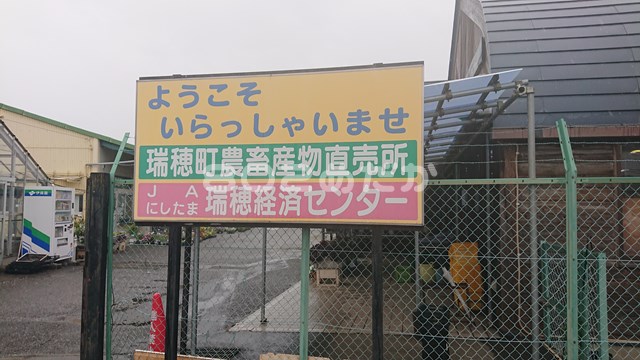 ようこそ
いらっしゃいませ
瑞穂町農畜産物直売所
JA にしたま 瑞穂経済センター